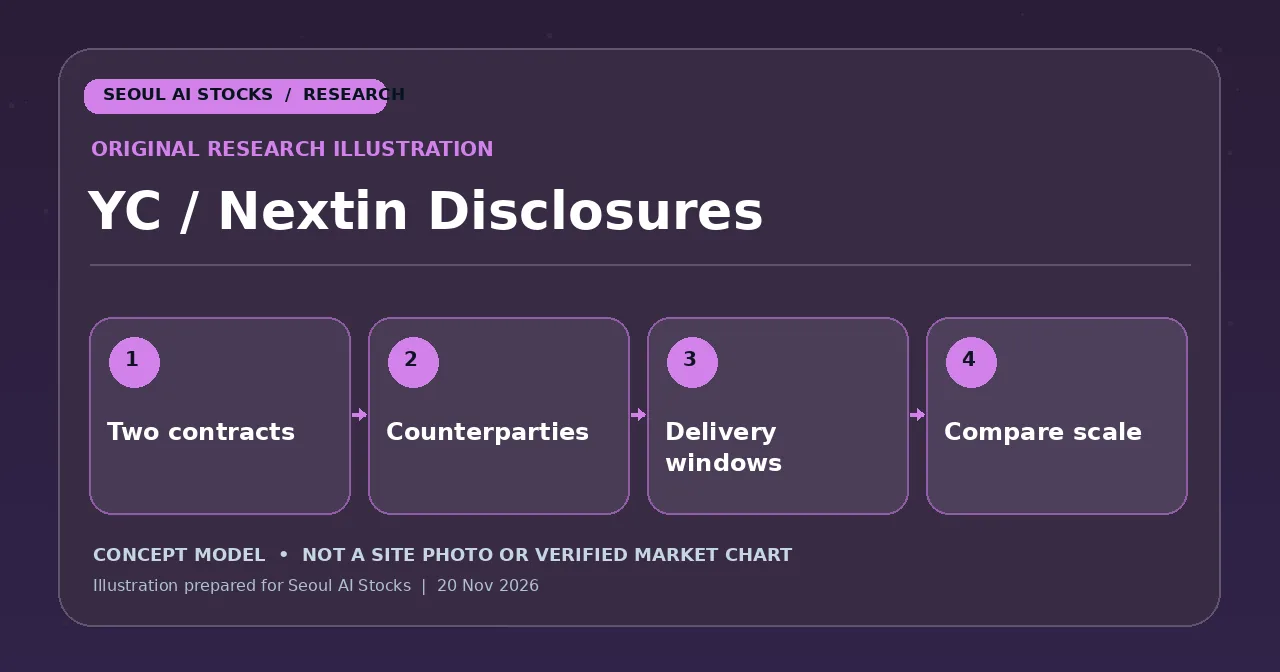 SEOUL AI STOCKS / RESEARCH
ORIGINAL RESEARCH ILLUSTRATION
YC / Nextin Disclosures
1
Two contracts
2
Counterparties
3
Delivery
windows
4
Compare scale
CONCEPT MODEL • NOT A SITE PHOTO OR VERIFIED MARKET CHART
Illustration prepared for Seoul AI Stocks | 20 Nov 2026